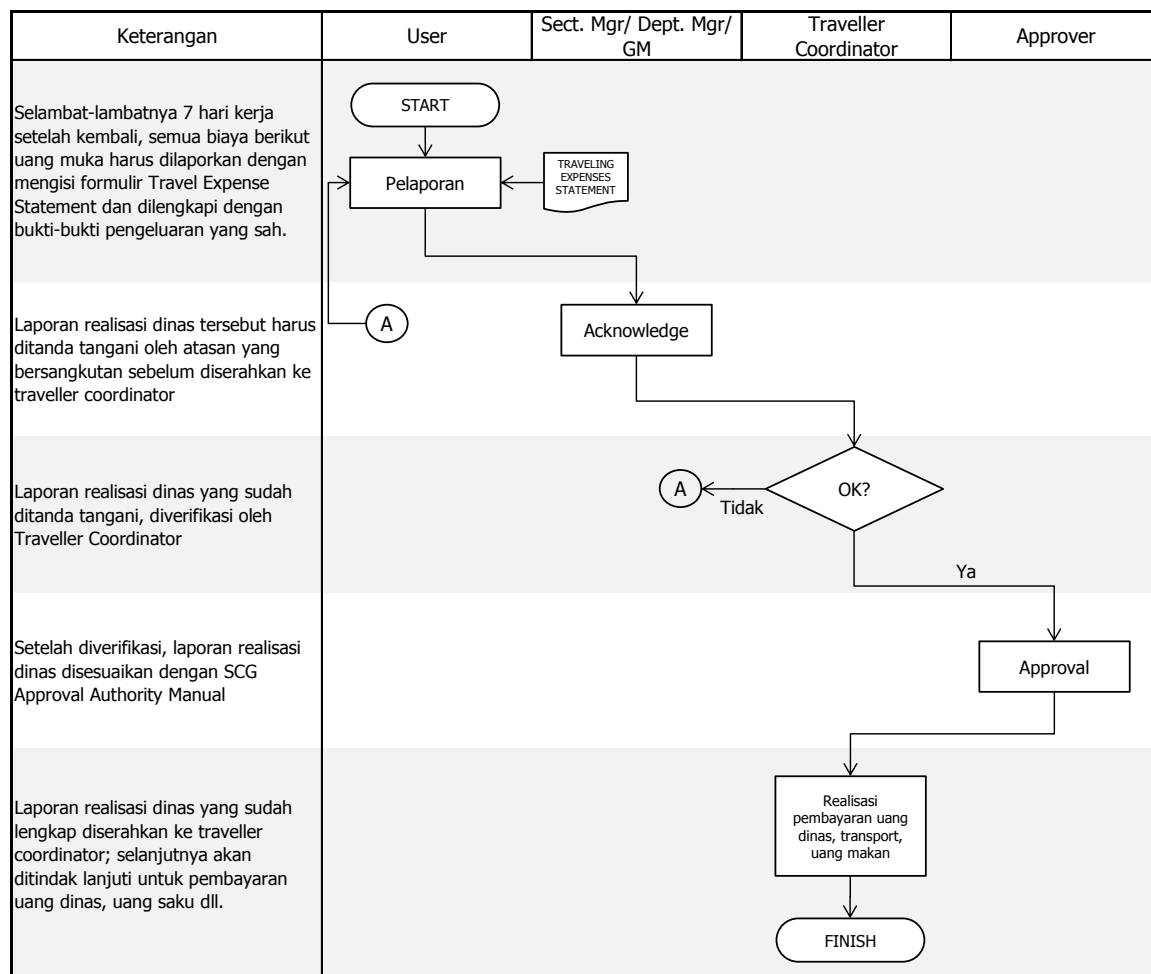 Keterangan
User
Sect. Mgr/ Dept. Mgr/
GM
Traveller
Coordinator
Approver
Selambat-lambatnya 7 hari kerja
setelah kembali, semua biaya berikut
uang muka harus dilaporkan dengan
mengisi formulir Travel Expense
Statement dan dilengkapi dengan
bukti-bukti pengeluaran yang sah.
START
Pelaporan
TRAVELING
EXPENSES
STATEMENT
Laporan realisasi dinas tersebut harus
ditanda tangani oleh atasan yang
bersangkutan sebelum diserahkan ke
traveller coordinator
A
Acknowledge
Laporan realisasi dinas yang sudah
ditanda tangani, diverifikasi oleh
Traveller Coordinator
A
Tidak
OK?
Ya
Setelah diverifikasi, laporan realisasi
dinas disesuaikan dengan SCG
Approval Authority Manual
Approval
Laporan realisasi dinas yang sudah
lengkap diserahkan ke traveller
coordinator; selanjutnya akan
ditindak lanjuti untuk pembayaran
uang dinas, uang saku dll.
Realisasi
pembayaran uang
dinas, transport,
uang makan
FINISH